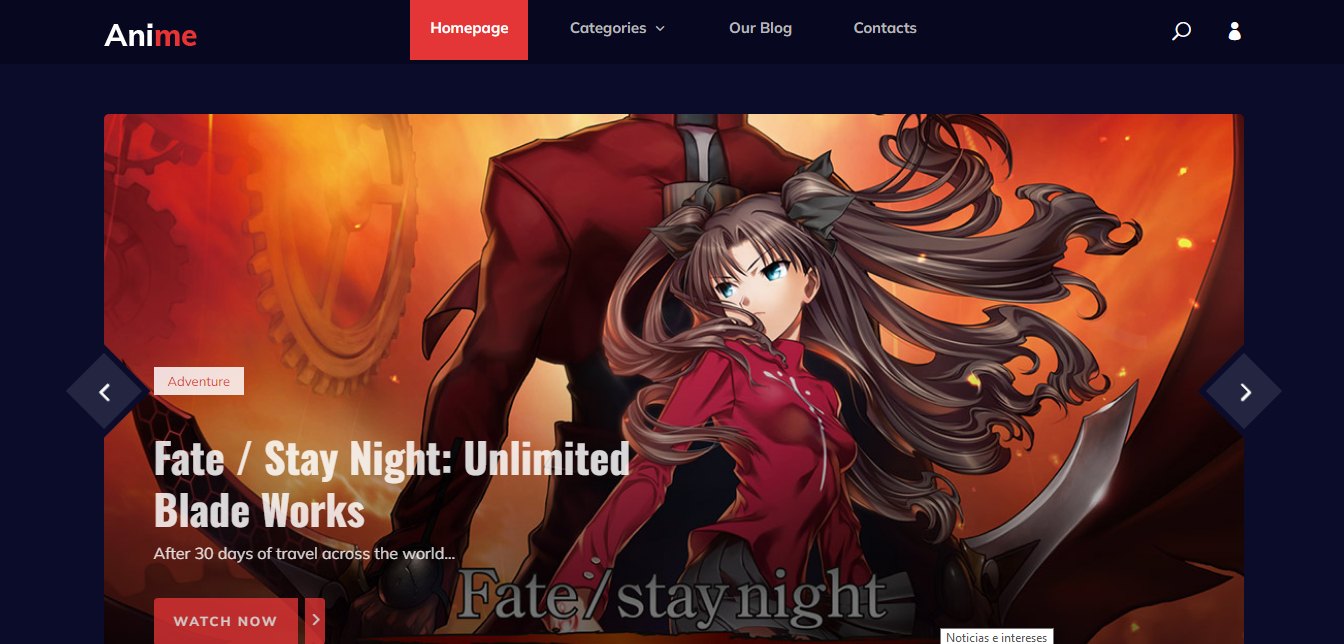 Anime
Homepage
Categories
Our Blog
Contacts
Adventure
Fate / Stay Night: Unlimited
Blade Works
After 30 days of travel across the world...
Fate/stay night
WATCH NOW
Noticias e intereses